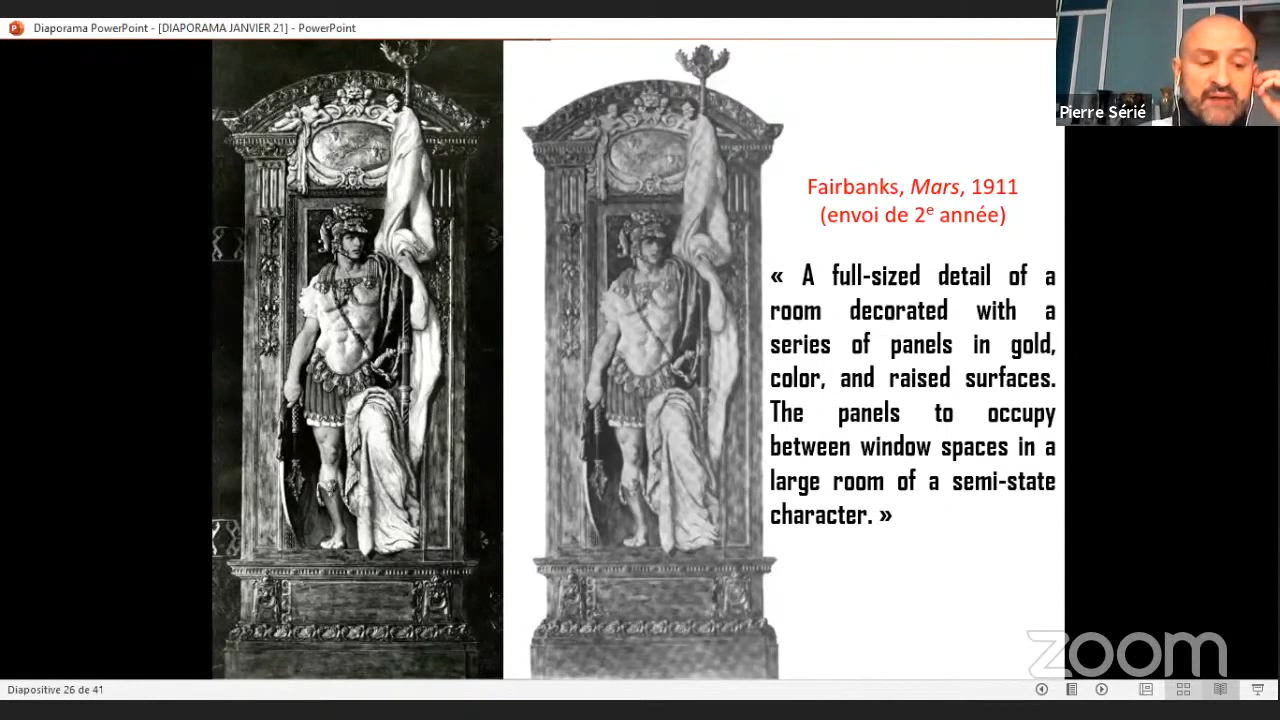 Diaporama PowerPoint - [DIAPORAMA JANVIER 21] - PowerPoint
Pierre Sérié
Fairbanks, Mars, 1911
(envoi de 2e année)
« A full-sized detail of a
room decorated with a
series of panels in gold,
color, and raised surfaces.
The panels to occupy
between window spaces in a
large room of a semi-state
character. »
zoom
Diapositive 26 de 41